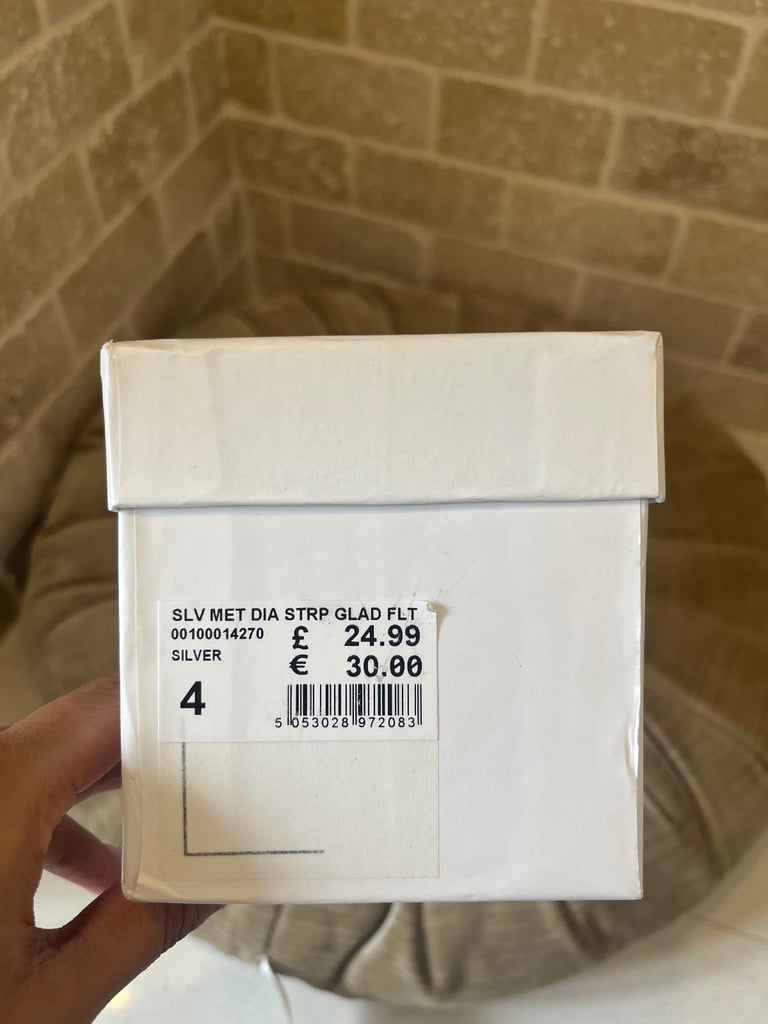 SLV MET DIA STRP GLAD FLT
00100014270 £ 24.99
SILVER € 30.00
4
5 053028 972083